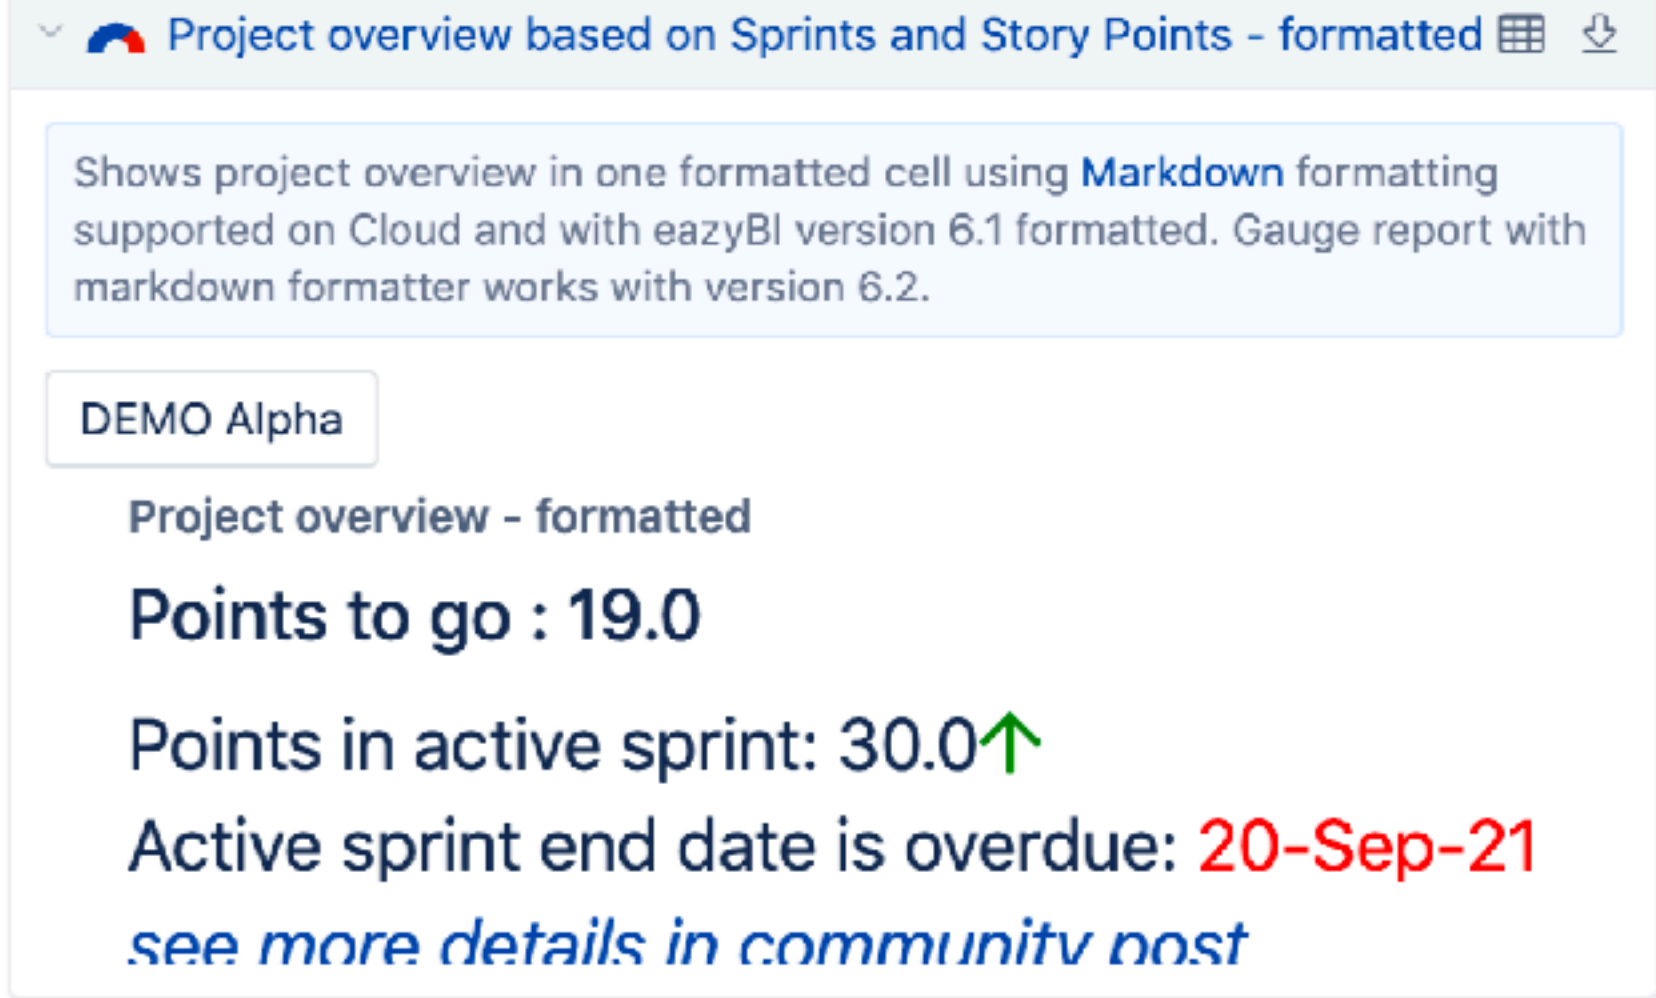 Project overview based on Sprints and Story Points - formatted
Shows project overview in one formatted cell using Markdown formatting
supported on Cloud and with eazyBI version 6.1 formatted. Gauge report with
markdown formatter works with version 6.2.
DEMO Alpha
Project overview - formatted
Points to go : 19.0
Points in active sprint: 30.0↑
Active sprint end date is overdue: 20-Sep-21
see more details in community post